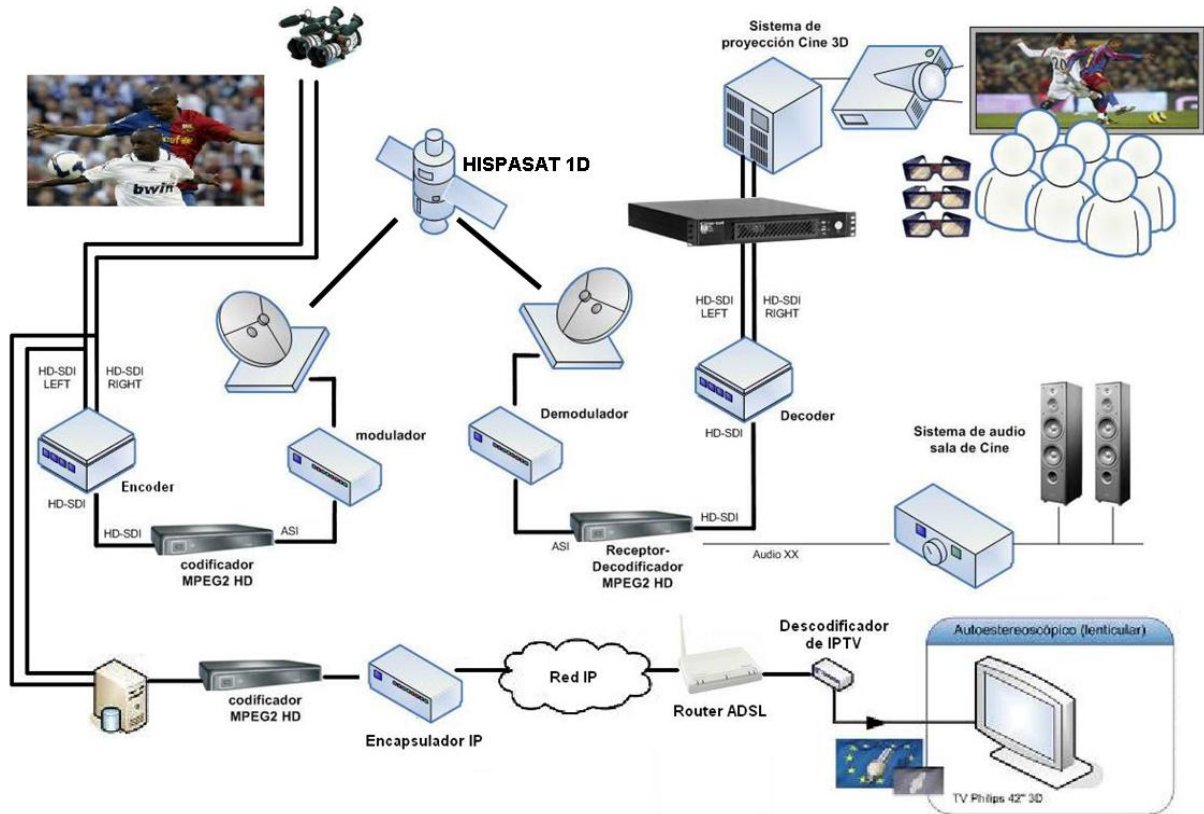 bwin
HISPASAT 1D
Sistema de
proyección Cine 3D
20
HD-SDI
LEFT
HD-SDI
RIGHT
HD-SDI
LEFT
HD-SDI
RIGHT
Encoder
modulador
Demodulador
Decoder
HD-SDI
HD-SDI
HD-SDI
ASI
codificador
MPEG2 HD
ASI
HD-SDI
Receptor-
Decodificador
MPEG2 HD
Audio XX
Sistema de audio
sala de Cine
codificador
MPEG2 HD
Encapsulador IP
Red IP
Router ADSL
Descodificador
de IPTV
Autoestereoscópico (lenticular)
TV Philips 42" 3D